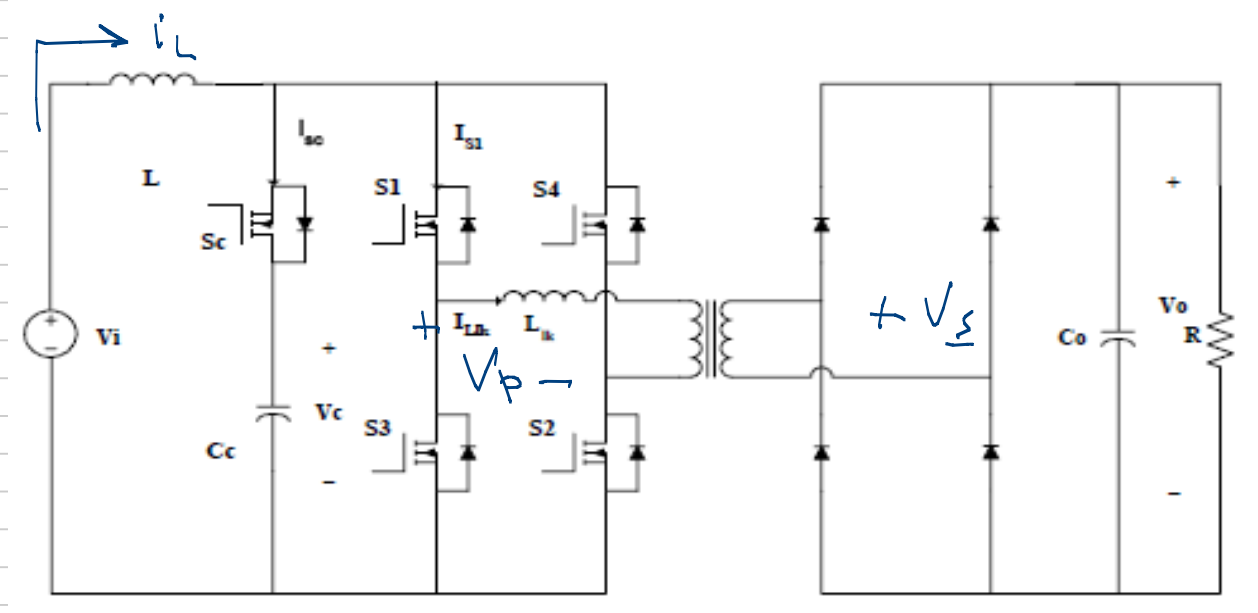 iL
Isc
IS1
L
S1
S4
Sc
+
+
Vi
−
ILlk
Llk
+ Vs
Vo
R
Co
+
+
Vp −
Vc
Cc
S3
S2
−
−